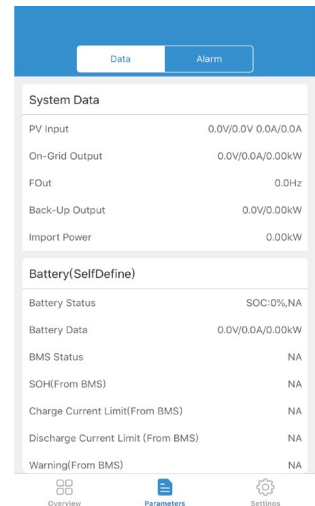 Data Alarm
System Data
PV Input 0.0V/0.0V 0.0A/0.0A
On-Grid Output 0.0V/0.0A/0.00kW
FOut 0.0Hz
Back-Up Output 0.0V/0.00kW
Import Power 0.00kW
Battery(SelfDefine)
Battery Status SOC:0%,NA
Battery Data 0.0V/0.0A/0.00kW
BMS Status NA
SOH(From BMS) NA
Charge Current Limit(From BMS) NA
Discharge Current Limit (From BMS) NA
Warning(From BMS) NA
Overview Parameters Settings